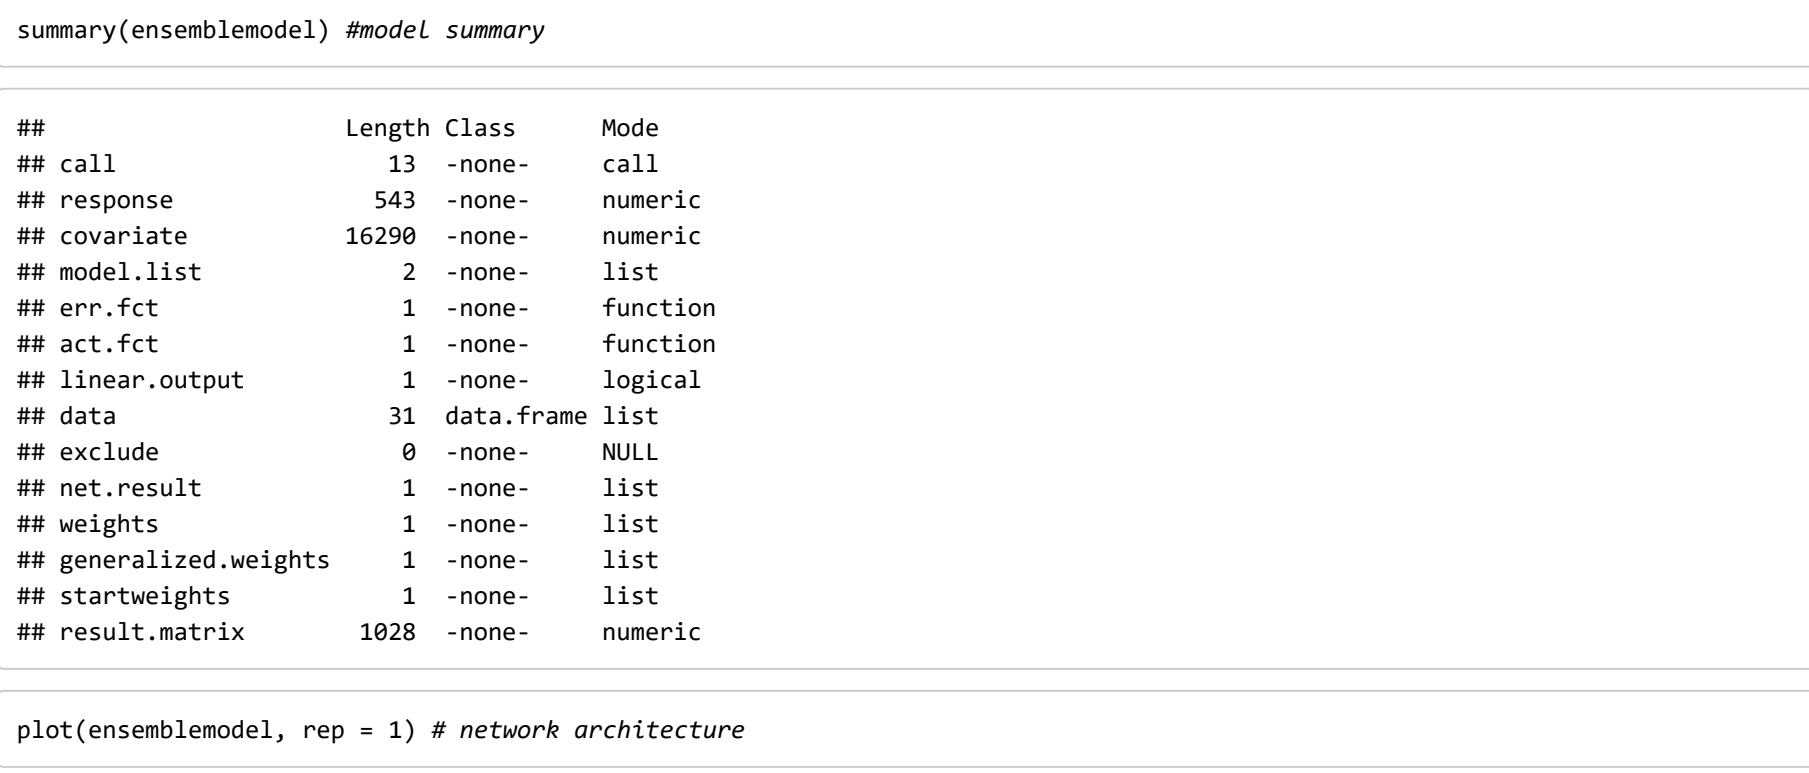 summary(ensemblemodel) #model summary
##                     Length Class      Mode
## call                   13  -none-     call
## response              543  -none-     numeric
## covariate           16290  -none-     numeric
## model.list              2  -none-     list
## err.fct                 1  -none-     function
## act.fct                 1  -none-     function
## linear.output           1  -none-     logical
## data                   31  data.frame list
## exclude                 0  -none-     NULL
## net.result              1  -none-     list
## weights                 1  -none-     list
## generalized.weights     1  -none-     list
## startweights            1  -none-     list
## result.matrix        1028  -none-     numeric
plot(ensemblemodel, rep = 1) # network architecture